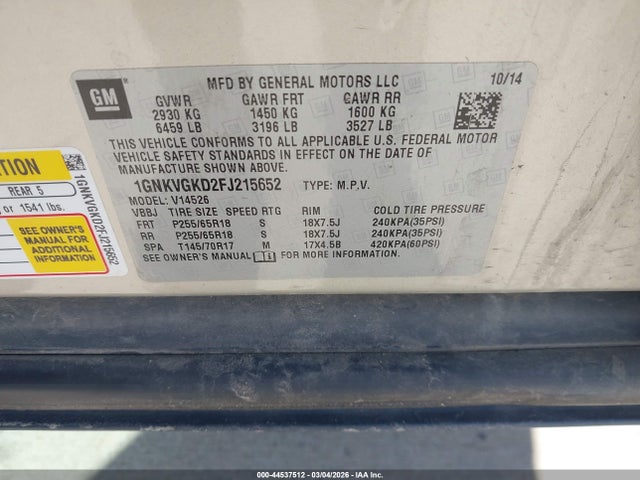 GM
MFD BY GENERAL MOTORS LLC 10/14
GVWR GAWR FRT GAWR RR
2930 KG 1450 KG 1600 KG
6459 LB 3196 LB 3527 LB
THIS VEHICLE CONFORMS TO ALL APPLICABLE U.S. FEDERAL MOTOR
VEHICLE SAFETY STANDARDS IN EFFECT ON THE DATE OF
MANUFACTURE SHOWN ABOVE.
1GNKVGKD2FJ215652 TYPE: M.P.V.
MODEL: V14526
VBBJ TIRE SIZE SPEED RTG RIM COLD TIRE PRESSURE
FRT P255/65R18 S 18X7.5J 240KPA(35PSI)
RR P255/65R18 S 18X7.5J 240KPA(35PSI)
SPA T145/70R17 M 17X4.5B 420KPA(60PSI)
SEE OWNER'S MANUAL FOR MORE INFORMATION.
TION
REAR 5
or 1541 lbs.
SEE OWNER'S
MANUAL FOR
ADDITIONAL
INFORMATION
1GNKVGKD2FJ215652
000-44537512 - 03/04/2026 - IAA Inc.